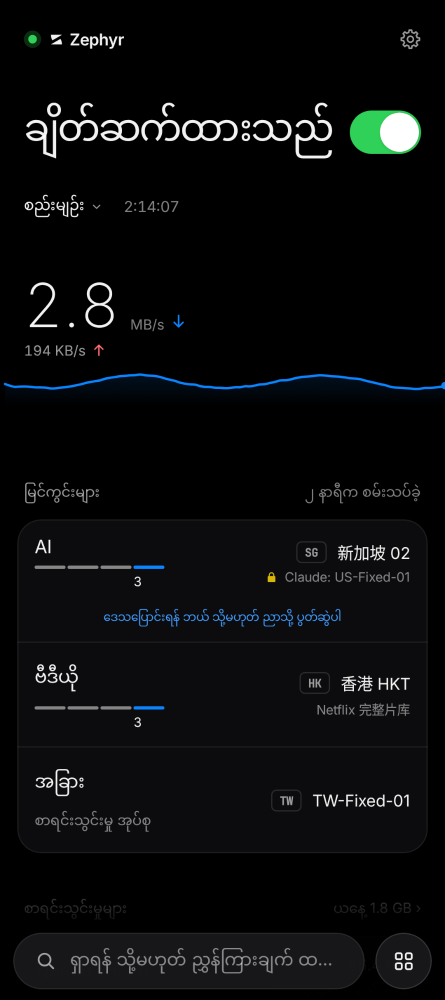 Zephyr
ချိတ်ဆက်ထားသည်
စည်းမျဉ်း 2:14:07
2.8 MB/s ↓
194 KB/s ↑
မြင်ကွင်းများ ၂ နာရီက စမ်းသပ်ခဲ့
AI SG 新加坡 02
3 Claude: US-Fixed-01
ဒေသပြောင်းရန် ဘယ် သို့မဟုတ် ညာသို့ ပွတ်ဆွဲပါ
ဗီဒီယို HK 香港 HKT
3 Netflix 完整片库
အခြား TW TW-Fixed-01
စာရင်းသွင်းမှု အုပ်စု
စာရင်းသွင်းမှုများ ယနေ့ 1.8 GB ›
ရှာရန် သို့မဟုတ် ညွှန်ကြားချက် ထ...